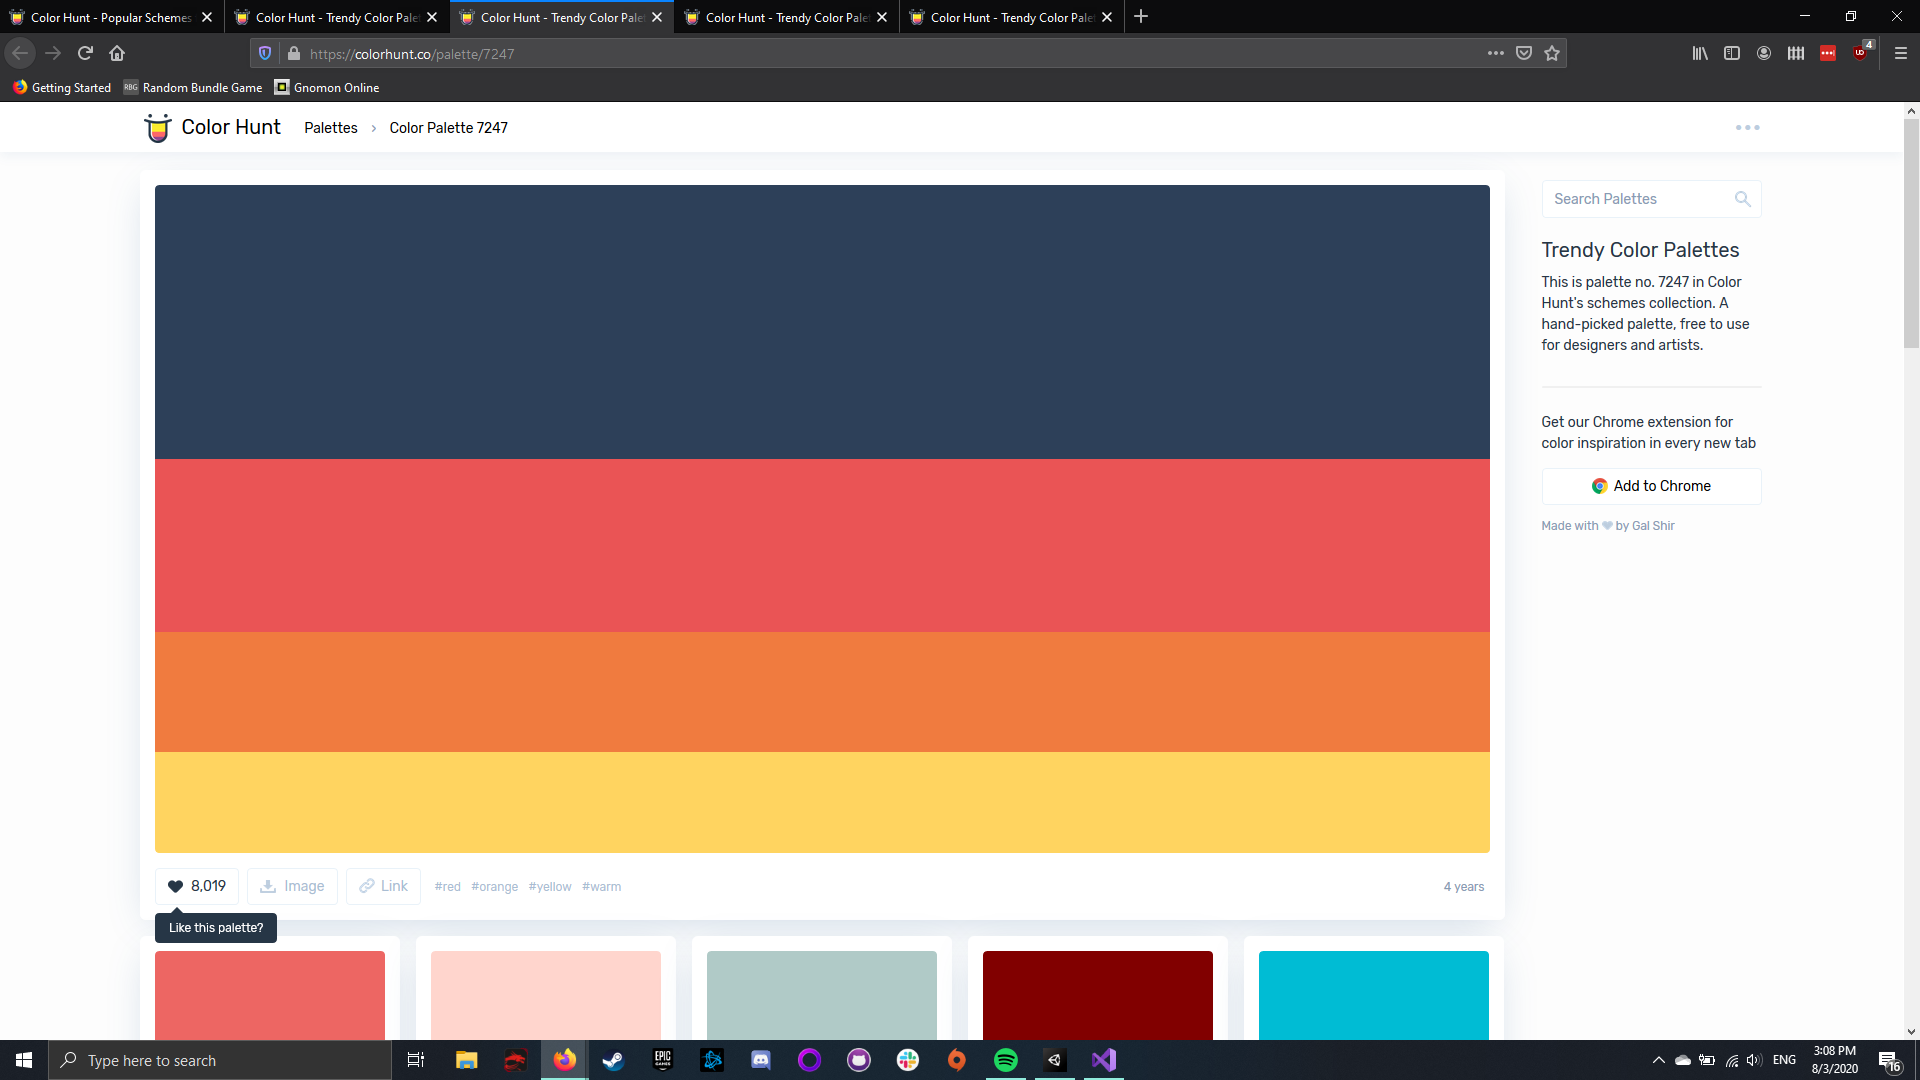 Color Hunt - Popular Schemes
Color Hunt - Trendy Color Pale
Color Hunt - Trendy Color Pale
Color Hunt - Trendy Color Pale
Color Hunt - Trendy Color Pale
https://colorhunt.co/palette/7247
4
Getting Started
RBG Random Bundle Game
Gnomon Online
Color Hunt
Palettes › Color Palette 7247
Search Palettes
Trendy Color Palettes
This is palette no. 7247 in Color
Hunt's schemes collection. A
hand-picked palette, free to use
for designers and artists.
Get our Chrome extension for
color inspiration in every new tab
Add to Chrome
Made with ♥ by Gal Shir
8,019
Image
Link
#red #orange #yellow #warm
4 years
Like this palette?
Type here to search
EPIC
GAMES
ENG
3:08 PM
8/3/2020
16